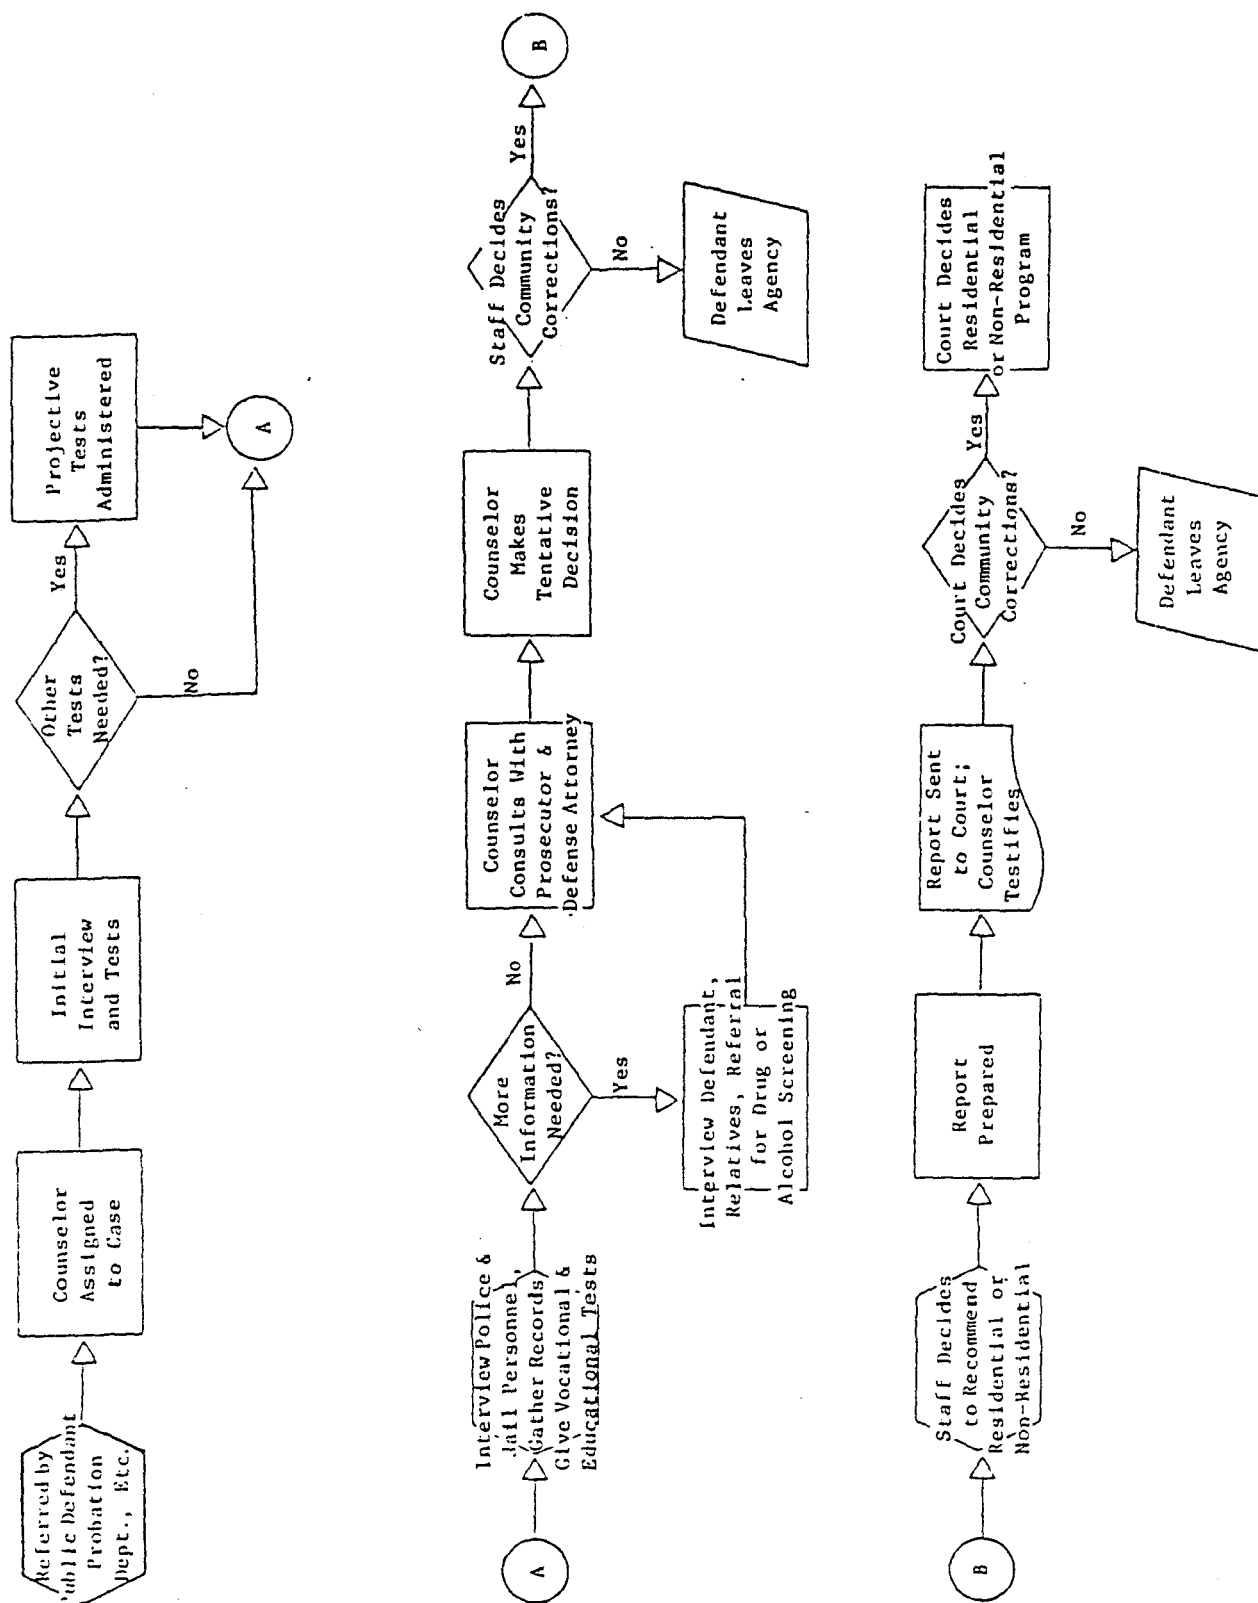 Referred by
Public Defendant
Probation
Dept., Etc.
Counselor
Assigned
to Case
Initial
Interview
and Tests
Other
Tests
Needed?
Yes
No
Projective
Tests
Administered
A
A
Interview Police &
Jail Personnel,
Gather Records
Give Vocational &
Educational Tests
More
Information
Needed?
No
Yes
Interview Defendant,
Relatives, Referral
for Drug or
Alcohol Screening
Counselor
Consults With
Prosecutor &
Defense Attorney
Counselor
Makes
Tentative
Decision
Staff Decides
Community
Corrections?
Yes
No
B
Defendant
Leaves
Agency
B
Staff Decides
to Recommend
Residential or
Non-Residential
Report
Prepared
Report Sent
to Court;
Counselor
Testifies
Court Decides
Community
Corrections?
Yes
No
Court Decides
Residential
or Non-Residential
Program
Defendant
Leaves
Agency